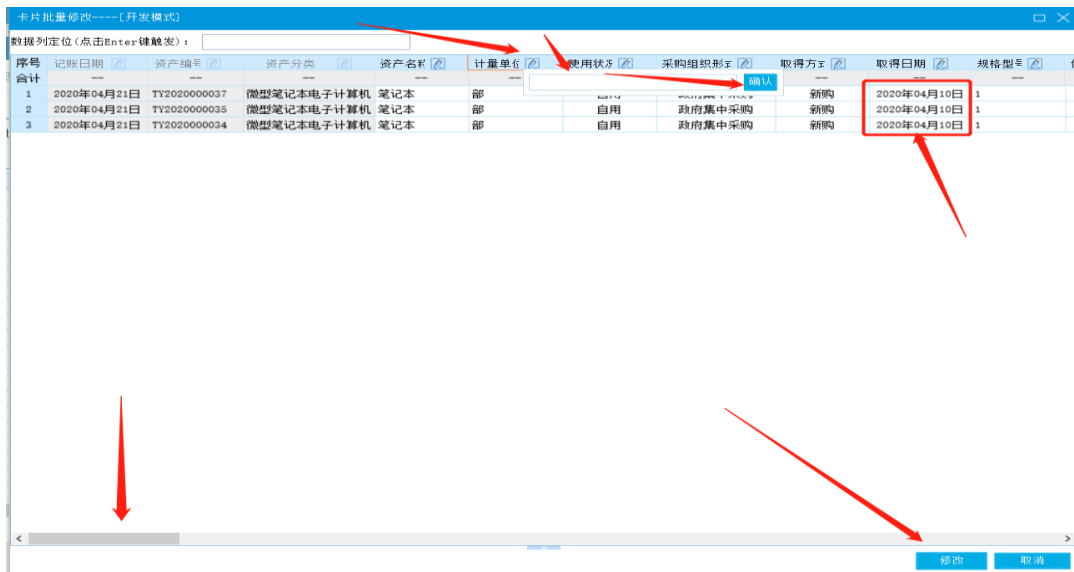 卡片批量修改----[开发模式]
数据列定位(点击Enter键触发):
序号 记账日期 资产编号 资产分类 资产名称 计量单位 使用状况 采购组织形式 取得方式 取得日期 规格型号
合计 -- -- -- -- -- -- -- --
确认
1 2020年04月21日 TY2020000037 微型笔记本电子计算机 笔记本 部 自用 政府集中采购 新购 2020年04月10日 1
2 2020年04月21日 TY2020000035 微型笔记本电子计算机 笔记本 部 自用 政府集中采购 新购 2020年04月10日 1
3 2020年04月21日 TY2020000034 微型笔记本电子计算机 笔记本 部 自用 政府集中采购 新购 2020年04月10日 1
修改 取消